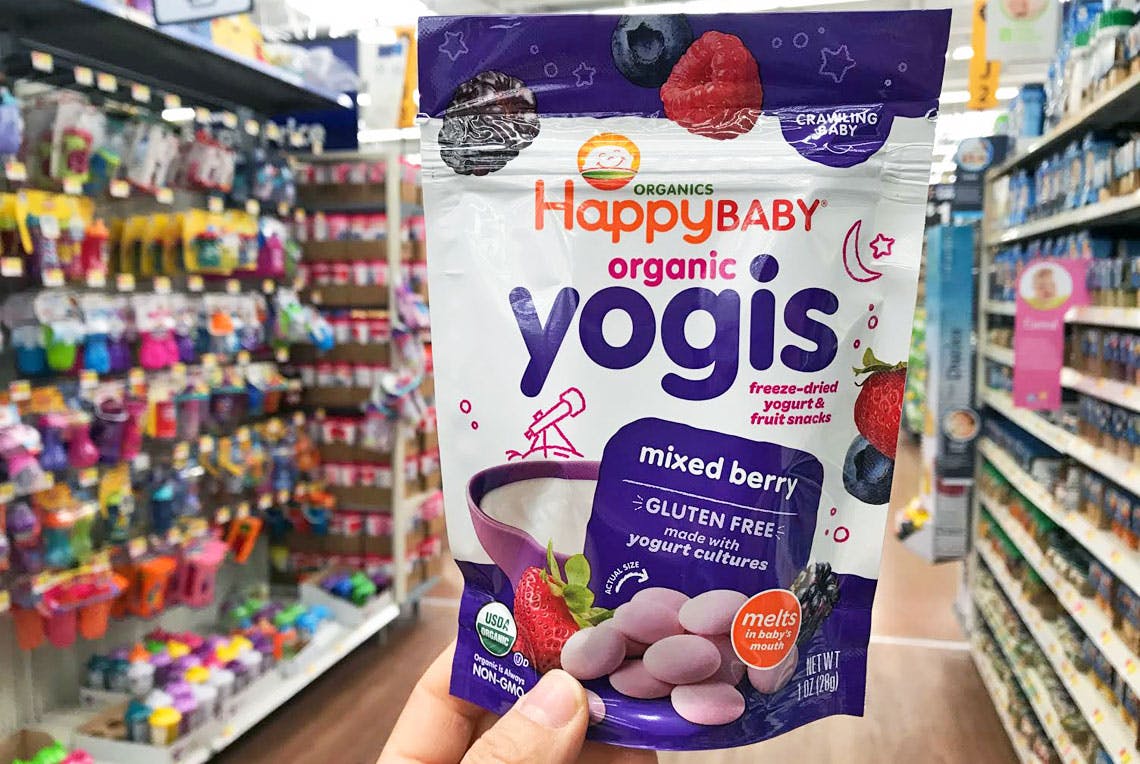 CRAWLING
BABY
ORGANICS
HappyBABY®
organic
yogis
freeze-dried
yogurt &
fruit snacks
mixed berry
GLUTEN FREE
made with
yogurt cultures
ACTUAL SIZE
melts
in baby's
mouth
USDA
ORGANIC
Organic is Always
NON-GMO
NET WT
1 OZ (28g)